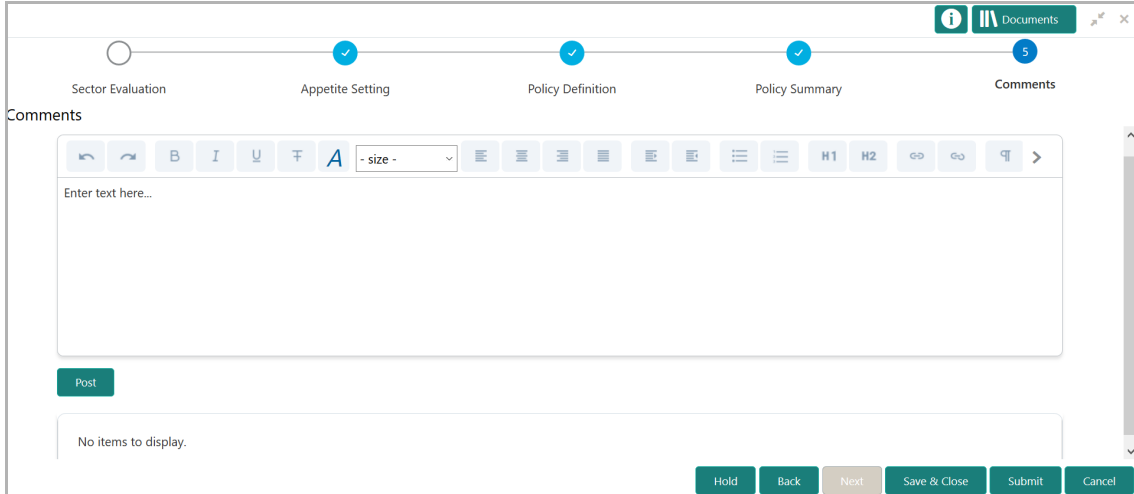 i Documents
5
Sector Evaluation Appetite Setting Policy Definition Policy Summary Comments
Comments
B I U T A - size - H1 H2 ¶
Enter text here...
Post
No items to display.
Hold Back Next Save & Close Submit Cancel